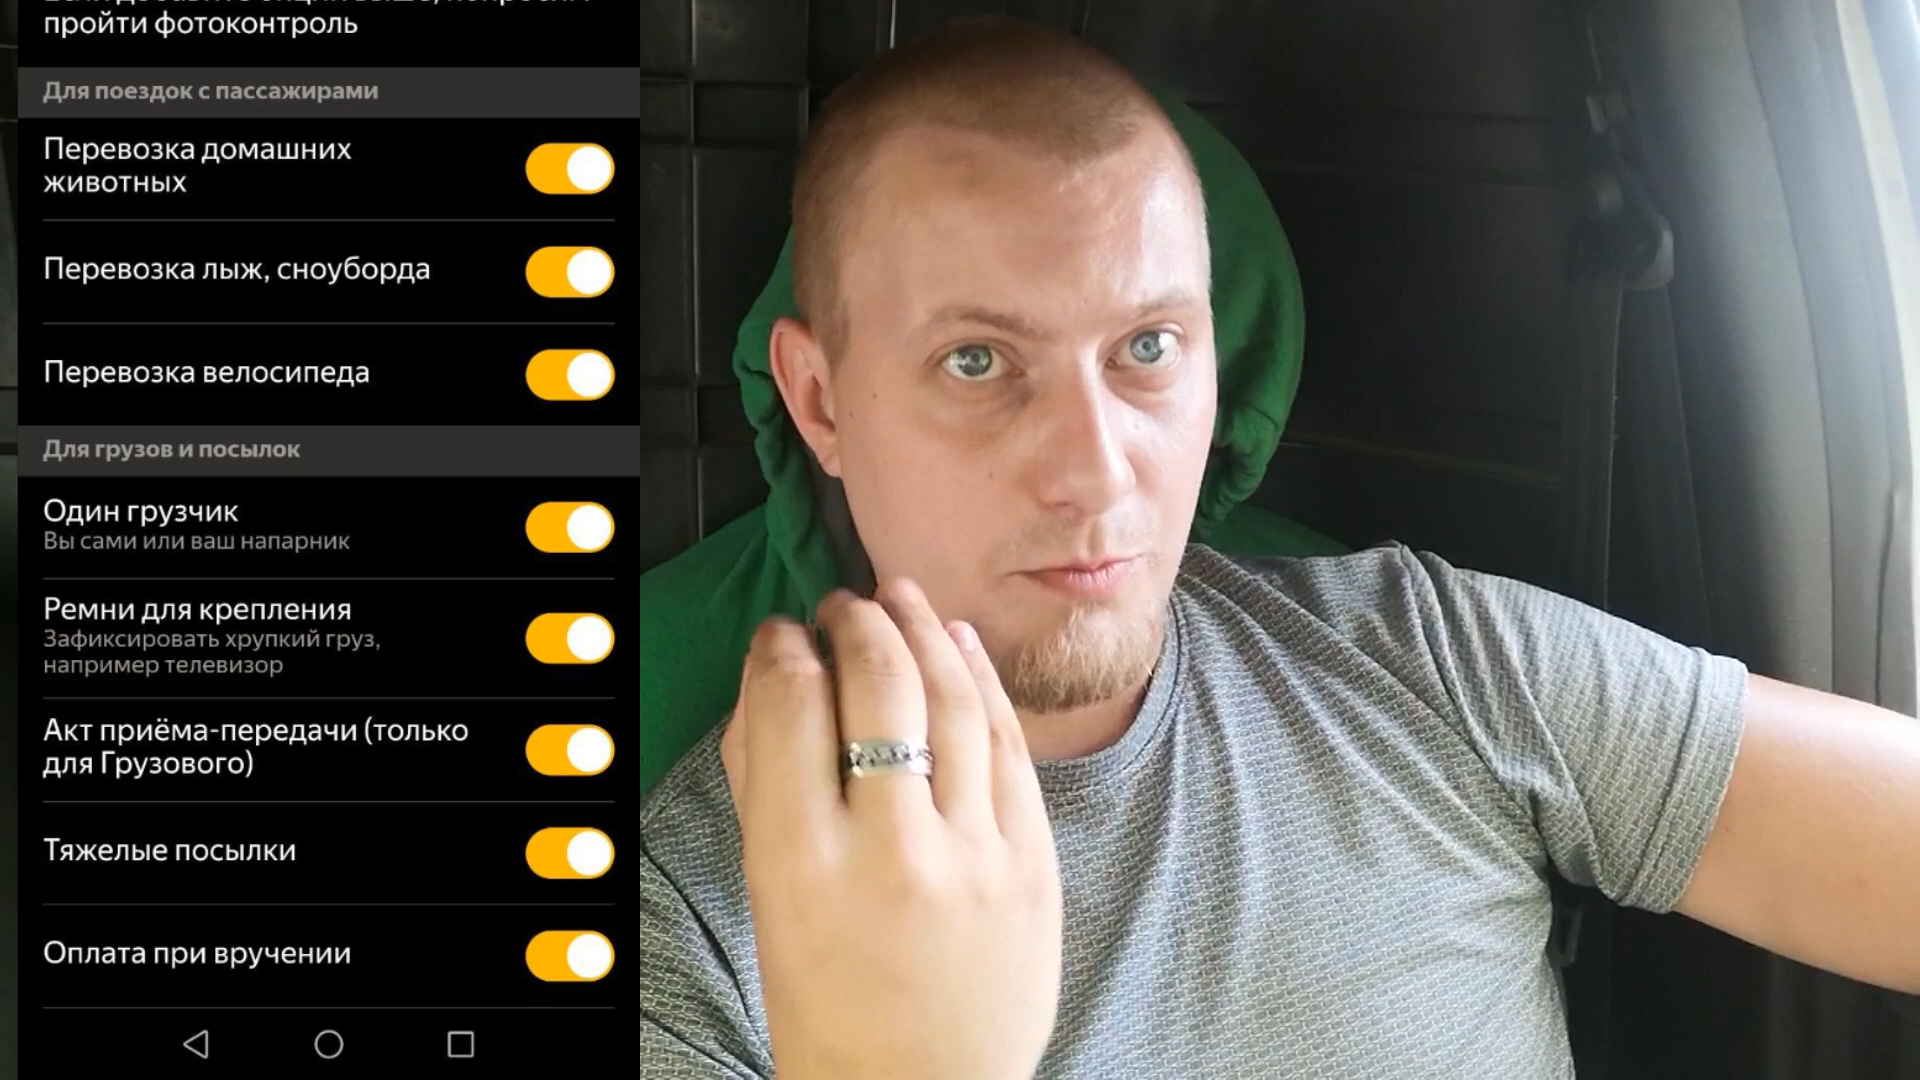 пройти фотоконтроль
Для поездок с пассажирами
Перевозка домашних
животных
Перевозка лыж, сноуборда
Перевозка велосипеда
Для грузов и посылок
Один грузчик
Вы сами или ваш напарник
Ремни для крепления
Зафиксировать хрупкий груз,
например телевизор
Акт приёма-передачи (только
для Грузового)
Тяжелые посылки
Оплата при вручении